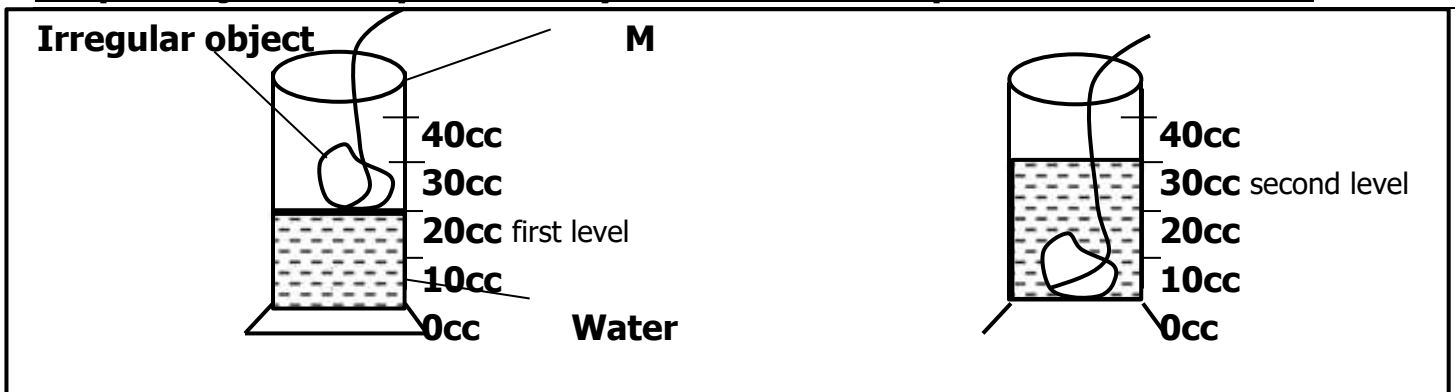 Irregular object M
40cc
30cc
20cc first level
10cc
0cc Water
40cc
30cc second level
20cc
10cc
0cc